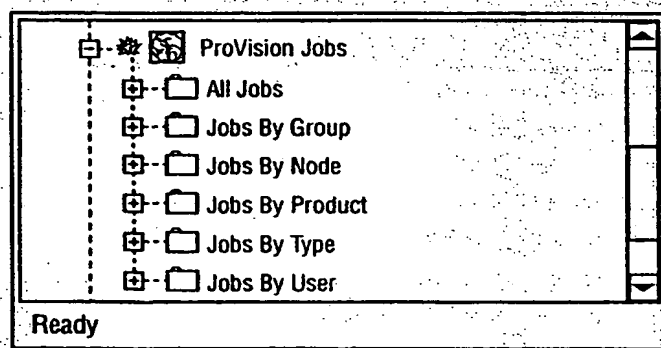 ProVision Jobs
All Jobs
Jobs By Group
Jobs By Node
Jobs By Product
Jobs By Type
Jobs By User
Ready